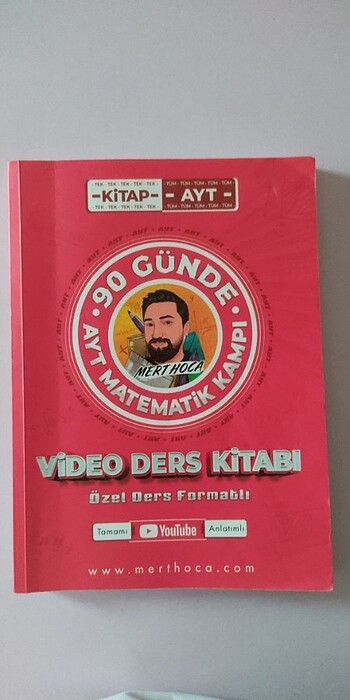 TEK - TEK - TEK - TEK - TEK
TÜM - TÜM - TÜM - TÜM - TÜM
-KİTAP-
- AYT -
TEK - TEK - TEK - TEK - TEK
TÜM - TÜM - TÜM - TÜM - TÜM
• 90 GÜNDE •
AYT MATEMATİK KAMPI
MERT HOCA
VİDEO DERS KİTABI
Özel Ders Formatlı
Tamamı YouTube Anlatımlı
www.merthoca.com